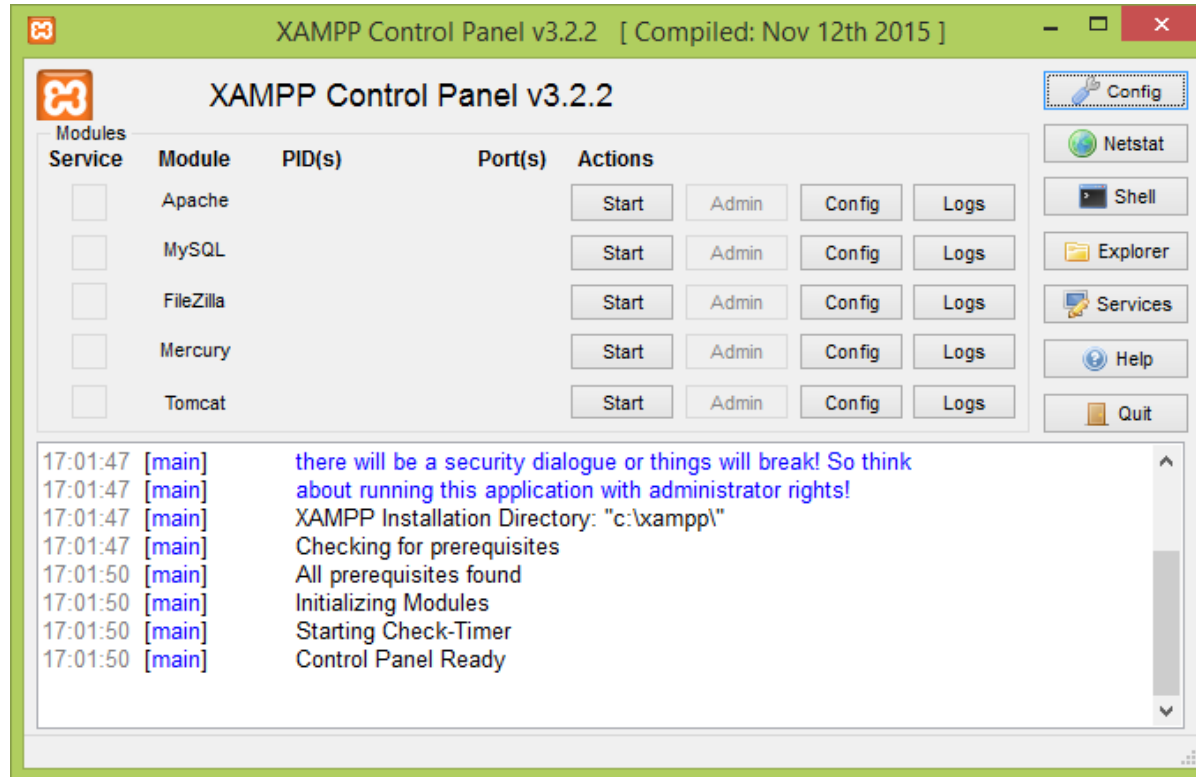 XAMPP Control Panel v3.2.2 [ Compiled: Nov 12th 2015 ]
XAMPP Control Panel v3.2.2
Config
Modules
Service Module PID(s) Port(s) Actions
Netstat
Apache Start Admin Config Logs
Shell
MySQL Start Admin Config Logs
Explorer
FileZilla Start Admin Config Logs
Services
Mercury Start Admin Config Logs
Help
Tomcat Start Admin Config Logs
Quit
17:01:47 [main] there will be a security dialogue or things will break! So think
17:01:47 [main] about running this application with administrator rights!
17:01:47 [main] XAMPP Installation Directory: "c:\xampp\"
17:01:47 [main] Checking for prerequisites
17:01:50 [main] All prerequisites found
17:01:50 [main] Initializing Modules
17:01:50 [main] Starting Check-Timer
17:01:50 [main] Control Panel Ready